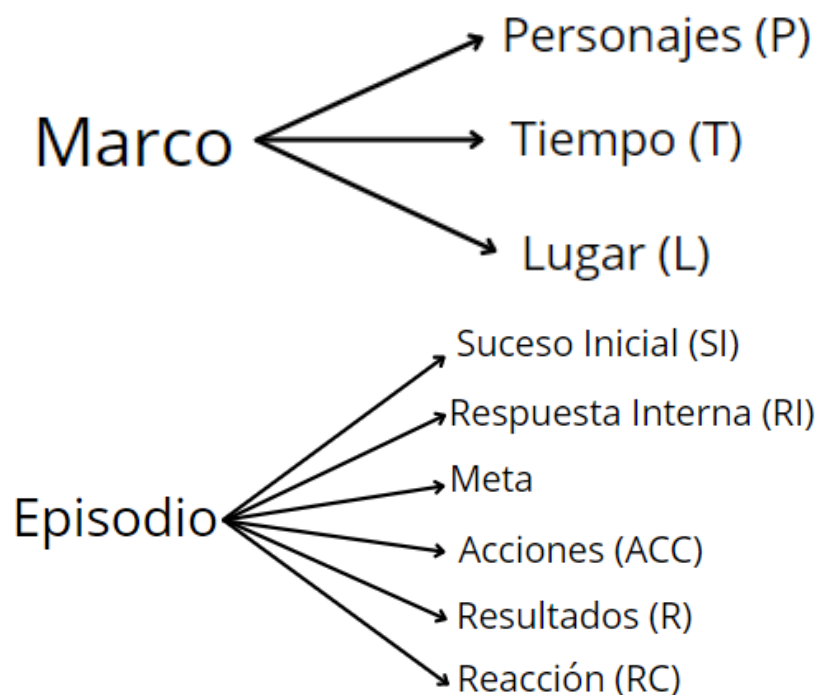 Marco
Personajes (P)
Tiempo (T)
Lugar (L)
Episodio
Suceso Inicial (SI)
Respuesta Interna (RI)
Meta
Acciones (ACC)
Resultados (R)
Reacción (RC)